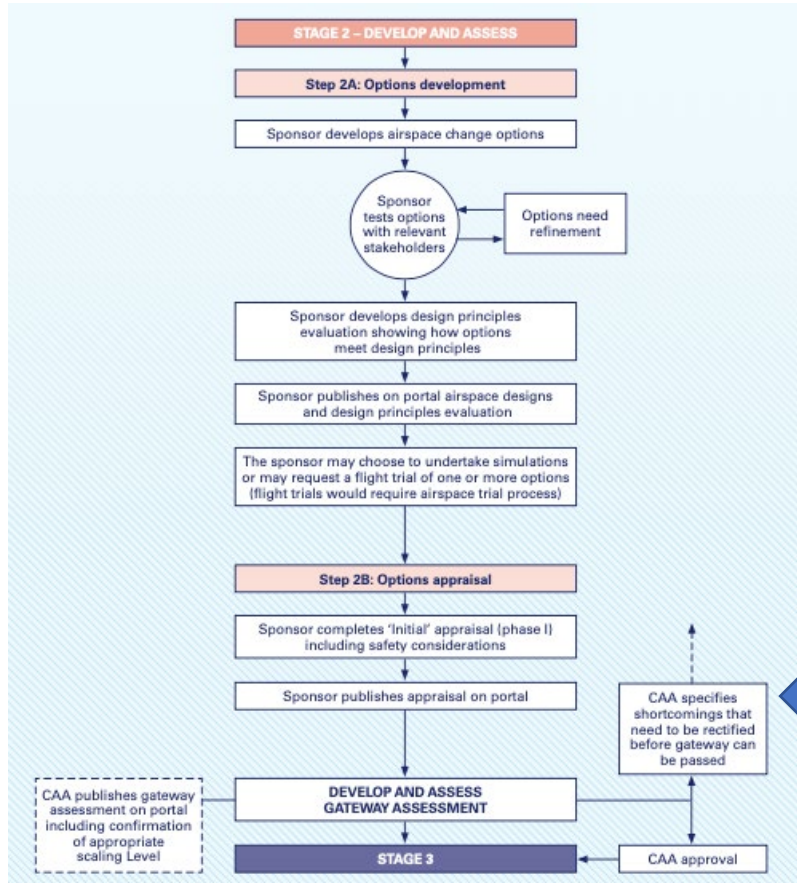 STAGE 2 – DEVELOP AND ASSESS
Step 2A: Options development
Sponsor develops airspace change options
Sponsor
tests options
with relevant
stakeholders
Options need
refinement
Sponsor develops design principles
evaluation showing how options
meet design principles
Sponsor publishes on portal airspace designs
and design principles evaluation
The sponsor may choose to undertake simulations
or may request a flight trial of one or more options
(flight trials would require airspace trial process)
Step 2B: Options appraisal
Sponsor completes ‘Initial’ appraisal (phase I)
including safety considerations
Sponsor publishes appraisal on portal
CAA specifies
shortcomings that
need to be rectified
before gateway can
be passed
CAA publishes gateway
assessment on portal
including confirmation
of appropriate
scaling Level
DEVELOP AND ASSESS
GATEWAY ASSESSMENT
STAGE 3
CAA approval